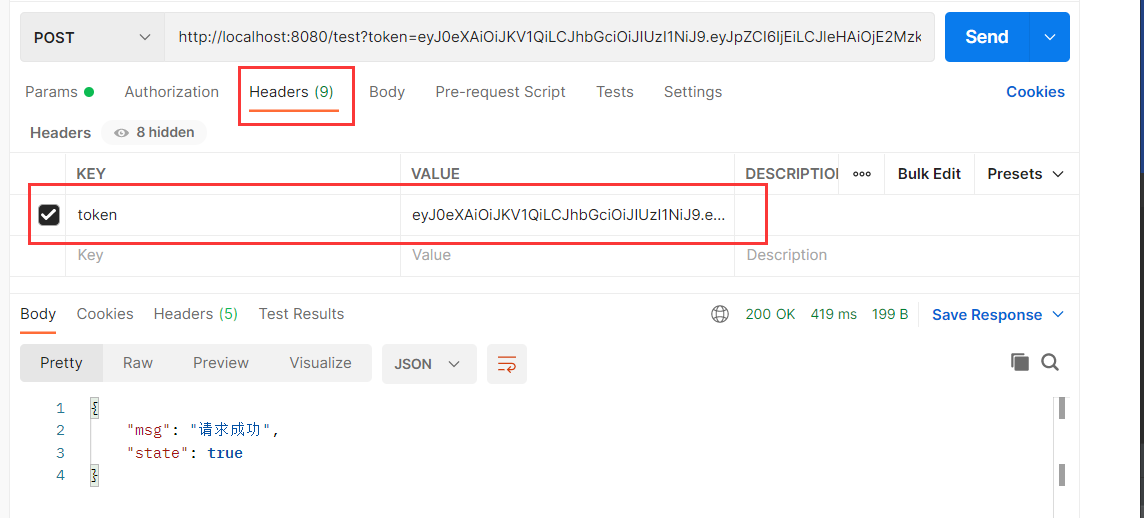 POST http://localhost:8080/test?token=eyJ0eXAiOiJKV1QiLCJhbGciOiJIUzI1NiJ9.eyJpZCI6IjEiLCJleHAiOjE2Mzk Send
Params Authorization Headers (9) Body Pre-request Script Tests Settings Cookies
Headers 8 hidden
KEY VALUE DESCRIPTION ooo Bulk Edit Presets
token eyJ0eXAiOiJKV1QiLCJhbGciOiJIUzI1NiJ9.e...
Key Value Description
Body Cookies Headers (5) Test Results 200 OK 419 ms 199 B Save Response
Pretty Raw Preview Visualize JSON
1 {
2 "msg": "请求成功",
3 "state": true
4 }